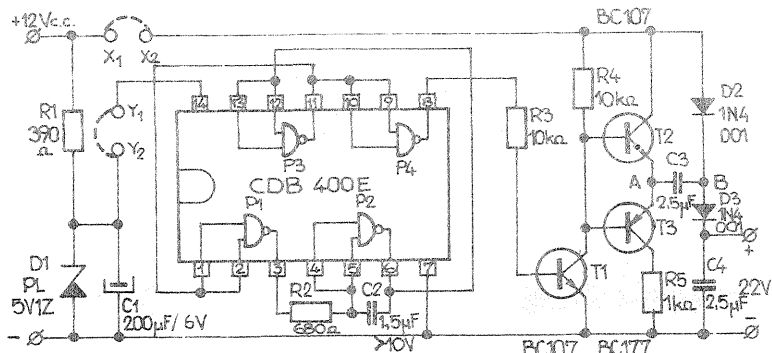 +12Vc.c.
X1
X2
BC107
R1
390
Ω
Y1
Y2
14
13
12
11
10
9
R3
10kΩ
R4
10kΩ
D2
1N4
001
T2
P3
P4
CDB 400E
P1
P2
A
C3
2,5μF
B
D3
1N4
001
T3
T1
1
2
3
4
5
6
7
D1
PL
5V1Z
C1
200μF/6V
R2
680Ω
C2
1,5μF
>10V
R5
1kΩ
C4
2,5μF
22V
+
-
-
BC107
BC177